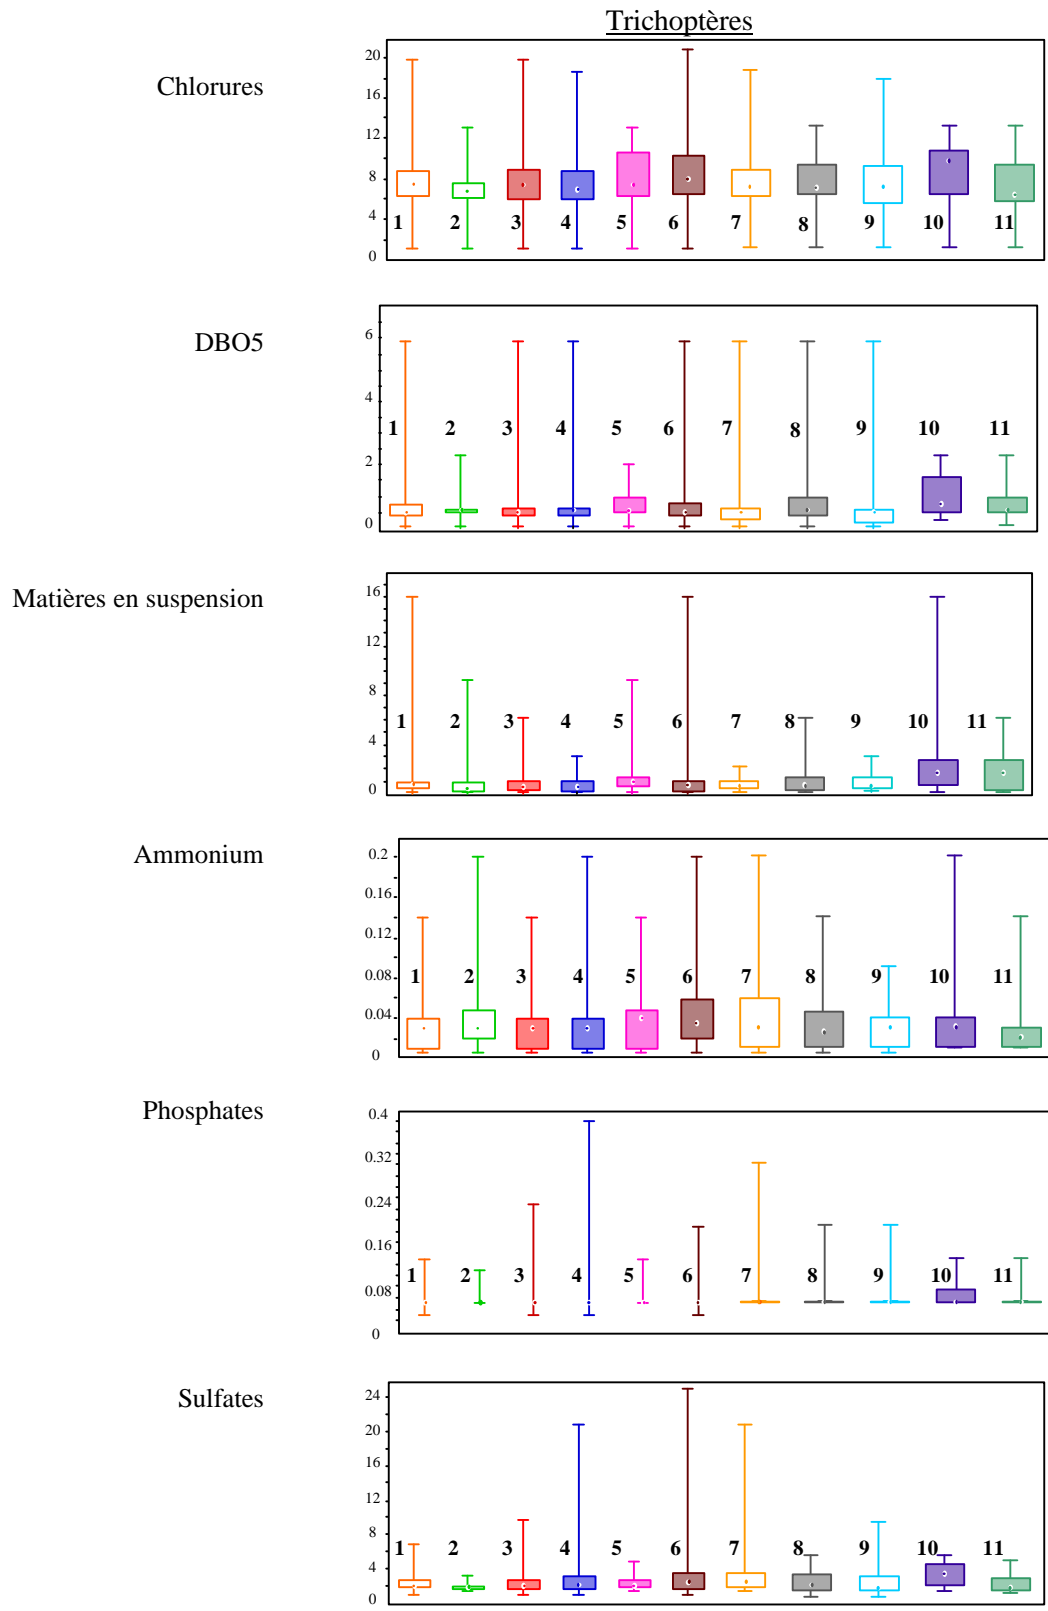 Trichoptères
Chlorures
20
16
12
8
4
0
1 2 3 4 5 6 7 8 9 10 11
DBO5
6
4
2
0
1 2 3 4 5 6 7 8 9 10 11
Matières en suspension
16
12
8
4
0
1 2 3 4 5 6 7 8 9 10 11
Ammonium
0.2
0.16
0.12
0.08
0.04
0
1 2 3 4 5 6 7 8 9 10 11
Phosphates
0.4
0.32
0.24
0.16
0.08
0
1 2 3 4 5 6 7 8 9 10 11
Sulfates
24
20
16
12
8
4
0
1 2 3 4 5 6 7 8 9 10 11